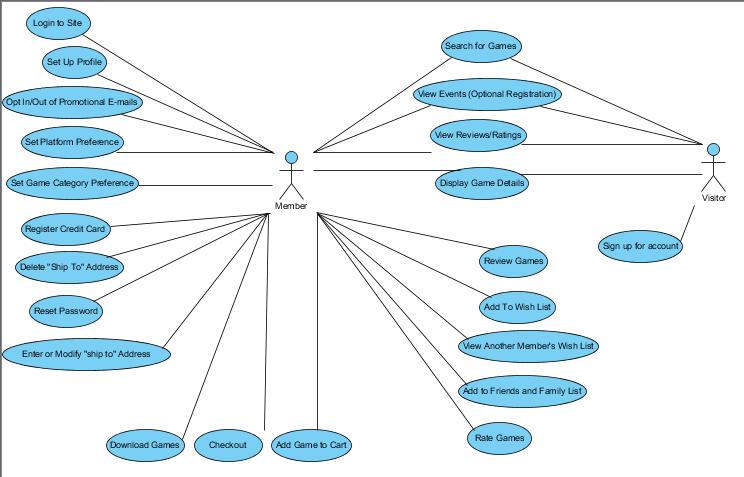 Login to Site
Search for Games
Set Up Profile
View Events (Optional Registration)
Opt In/Out of Promotional E-mails
View Reviews/Ratings
Set Platform Preference
Set Game Category Preference
Display Game Details
Visitor
Member
Register Credit Card
Sign up for account
Review Games
Delete "Ship To" Address
Add To Wish List
Reset Password
View Another Member's Wish List
Enter or Modify "ship to" Address
Add to Friends and Family List
Rate Games
Download Games
Checkout
Add Game to Cart